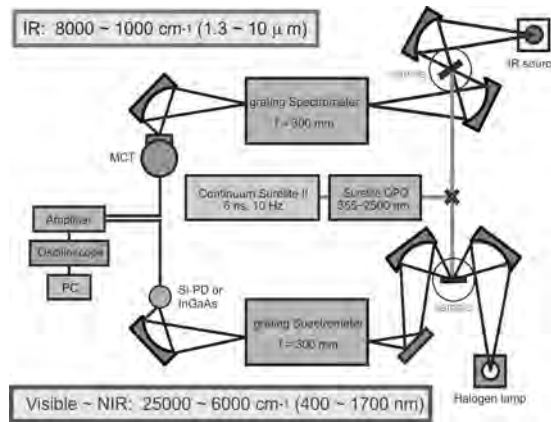 IR: 8000 ~ 1000 cm-1 (1.3 ~ 10 μm)
IR source
grating Spectrometer
f = 300 mm
MCT
Continuum Surelite II
6 ns, 10 Hz
Surelite OPO
355~2500 nm
Amplifier
Oscilloscope
PC
Si-PD or
InGaAs
grating Spectrometer
f = 300 mm
Halogen lamp
Visible ~ NIR: 25000 ~ 6000 cm-1 (400 ~ 1700 nm)